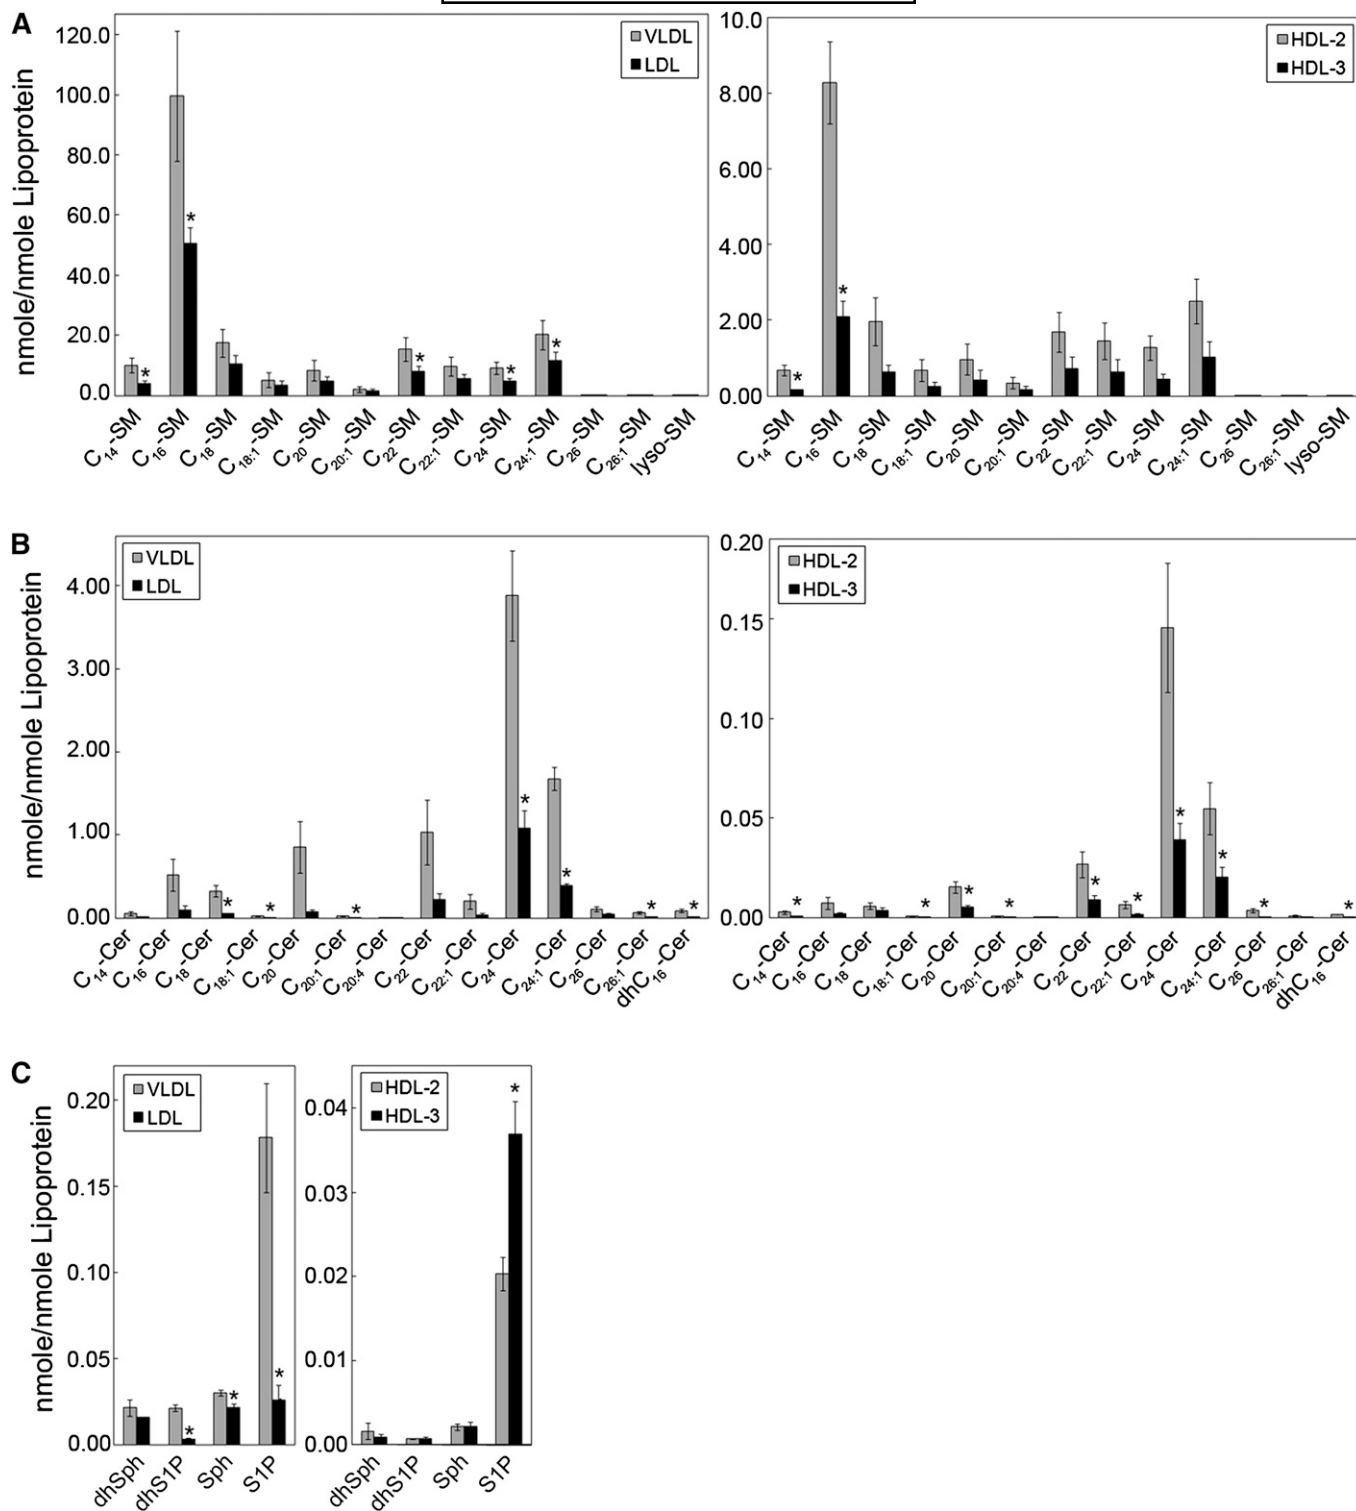 A
nmole/nmole Lipoprotein
120.0
100.0
80.0
60.0
40.0
20.0
0.0
VLDL
LDL
*
*
*
*
*
C14-SM
C16-SM
C18-SM
C18:1-SM
C20-SM
C20:1-SM
C22-SM
C22:1-SM
C24-SM
C24:1-SM
C26-SM
C26:1-SM
lyso-SM
10.0
8.00
6.00
4.00
2.00
0.00
HDL-2
HDL-3
*
*
C14-SM
C16-SM
C18-SM
C18:1-SM
C20-SM
C20:1-SM
C22-SM
C22:1-SM
C24-SM
C24:1-SM
C26-SM
C26:1-SM
lyso-SM
B
nmole/nmole Lipoprotein
4.00
3.00
2.00
1.00
0.00
VLDL
LDL
*
*
*
*
*
*
*
C14-Cer
C16-Cer
C18-Cer
C18:1-Cer
C20-Cer
C20:1-Cer
C20:4-Cer
C22-Cer
C22:1-Cer
C24-Cer
C24:1-Cer
C26-Cer
C26:1-Cer
dhC16-Cer
0.20
0.15
0.10
0.05
0.00
HDL-2
HDL-3
*
*
*
*
*
*
*
*
*
*
C14-Cer
C16-Cer
C18-Cer
C18:1-Cer
C20-Cer
C20:1-Cer
C20:4-Cer
C22-Cer
C22:1-Cer
C24-Cer
C24:1-Cer
C26-Cer
C26:1-Cer
dhC16-Cer
C
nmole/nmole Lipoprotein
0.20
0.15
0.10
0.05
0.00
VLDL
LDL
*
*
*
dhSph
dhS1P
Sph
S1P
0.04
0.03
0.02
0.01
0.00
HDL-2
HDL-3
*
dhSph
dhS1P
Sph
S1P